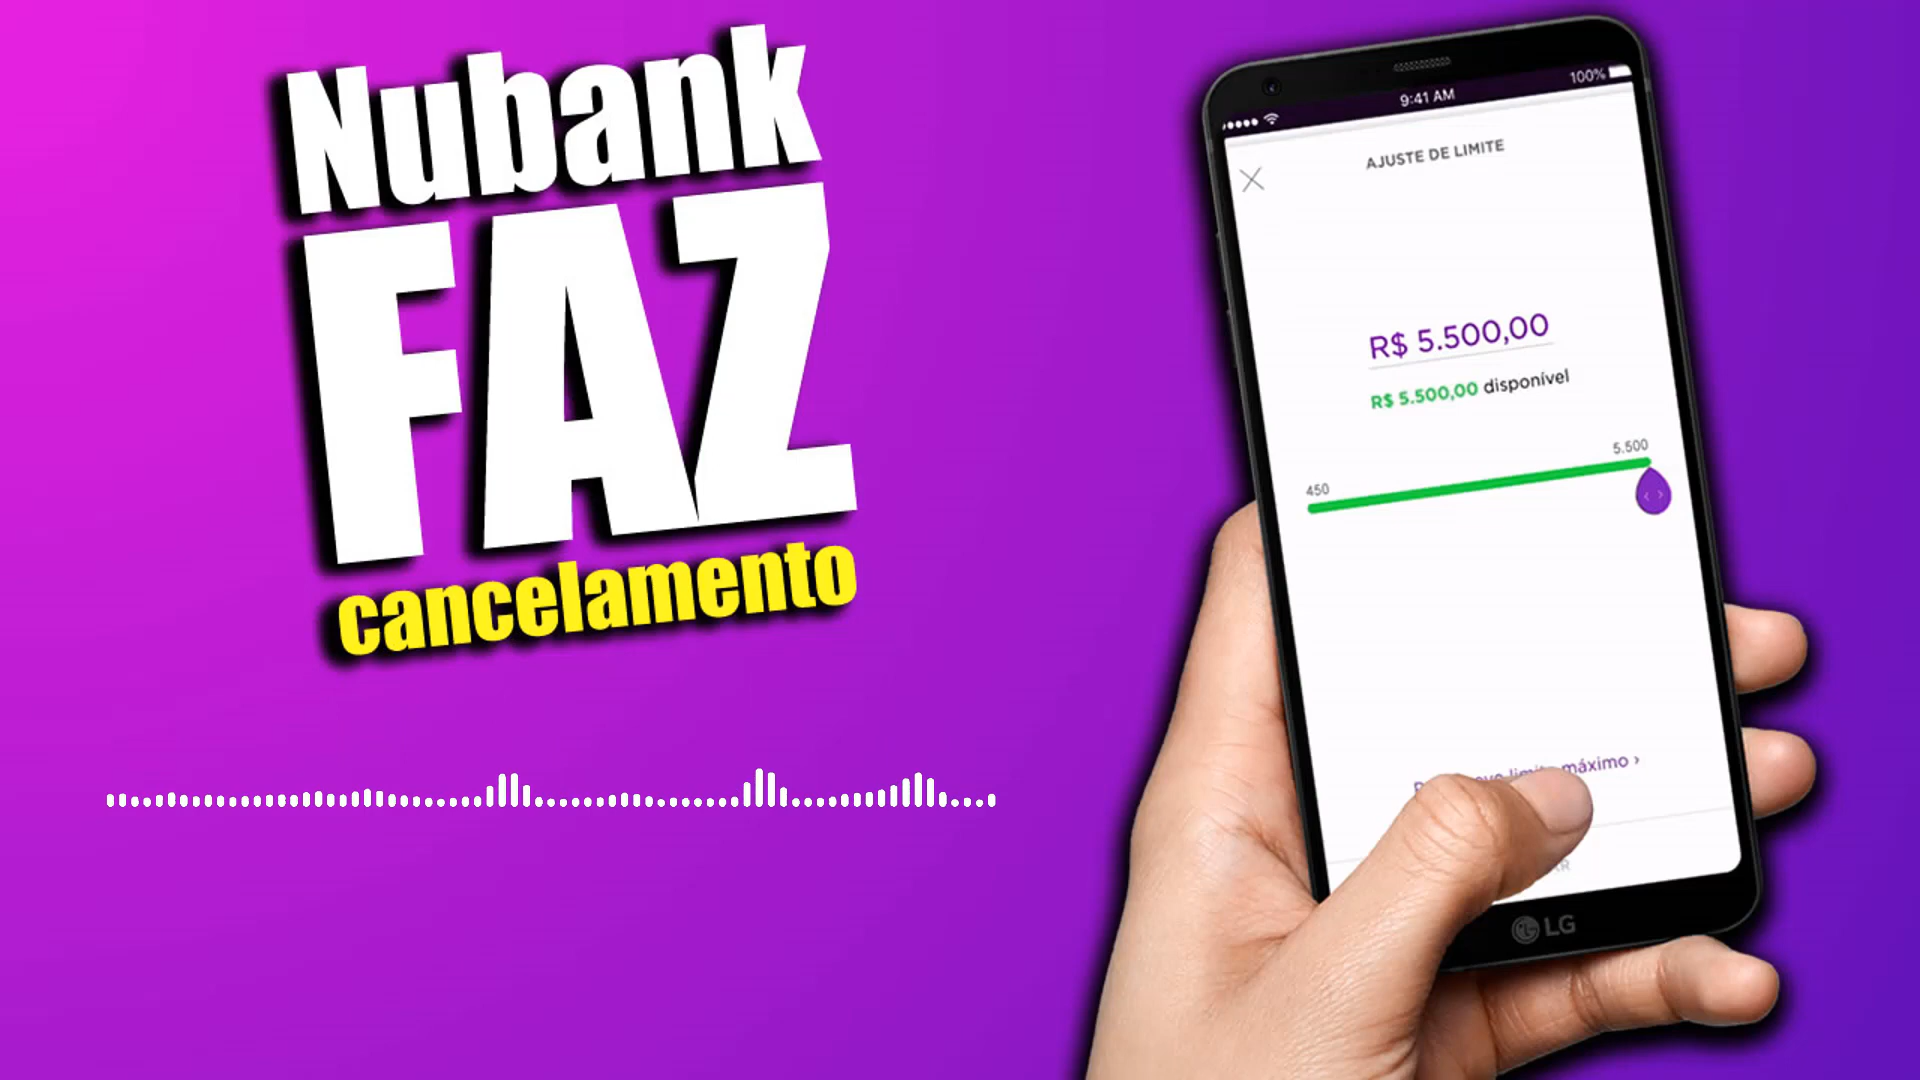 Nubank
FAZ
cancelamento
9:41 AM
100%
AJUSTE DE LIMITE
R$ 5.500,00
R$ 5.500,00 disponível
5.500
450
máximo ›
LG